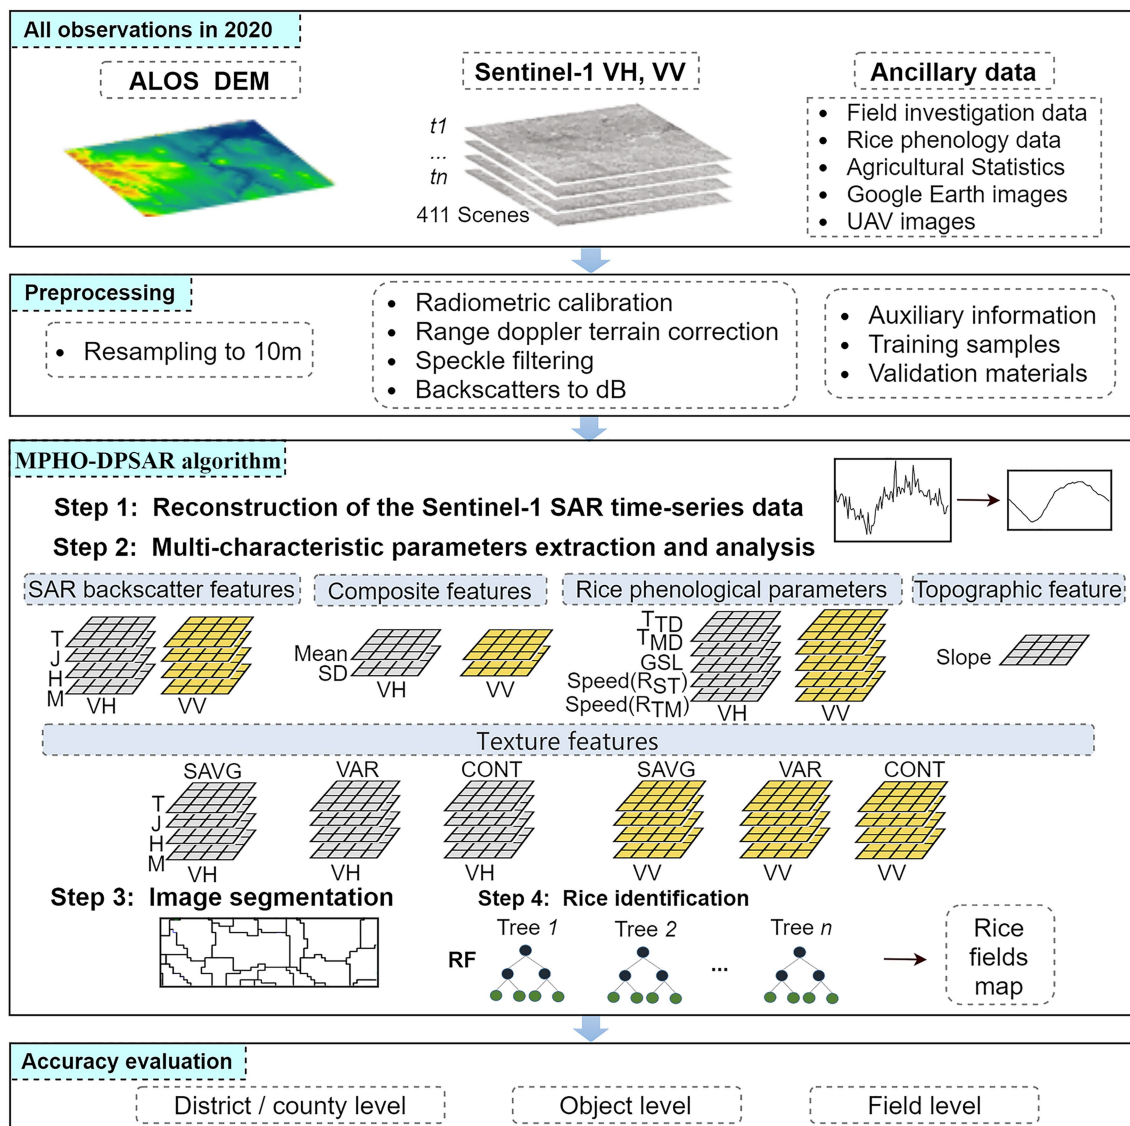 All observations in 2020
ALOS DEM
Sentinel-1 VH, VV
t1
...
tn
411 Scenes
Ancillary data
• Field investigation data
• Rice phenology data
• Agricultural Statistics
• Google Earth images
• UAV images
Preprocessing
• Resampling to 10m
• Radiometric calibration
• Range doppler terrain correction
• Speckle filtering
• Backscatters to dB
• Auxiliary information
• Training samples
• Validation materials
MPHO-DPSAR algorithm
Step 1: Reconstruction of the Sentinel-1 SAR time-series data
Step 2: Multi-characteristic parameters extraction and analysis
SAR backscatter features
T
J
H
M
VH
VV
Composite features
Mean
SD
VH
VV
Rice phenological parameters
TTD
TMD
GSL
Speed(RST)
Speed(RTM)
VH
VV
Topographic feature
Slope
Texture features
SAVG
VAR
CONT
SAVG
VAR
CONT
T
J
H
M
VH
VH
VH
VV
VV
VV
Step 3: Image segmentation
Step 4: Rice identification
RF
Tree 1
Tree 2
...
Tree n
Rice
fields
map
Accuracy evaluation
District / county level
Object level
Field level